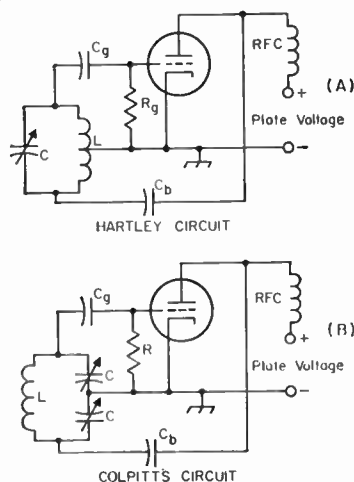 Cg
RFC
(A)
+
Rg
Plate Voltage
L
C
-
Cb
HARTLEY CIRCUIT
Cg
RFC
(B)
+
R
C
Plate Voltage
L
C
-
Cb
COLPITTS CIRCUIT